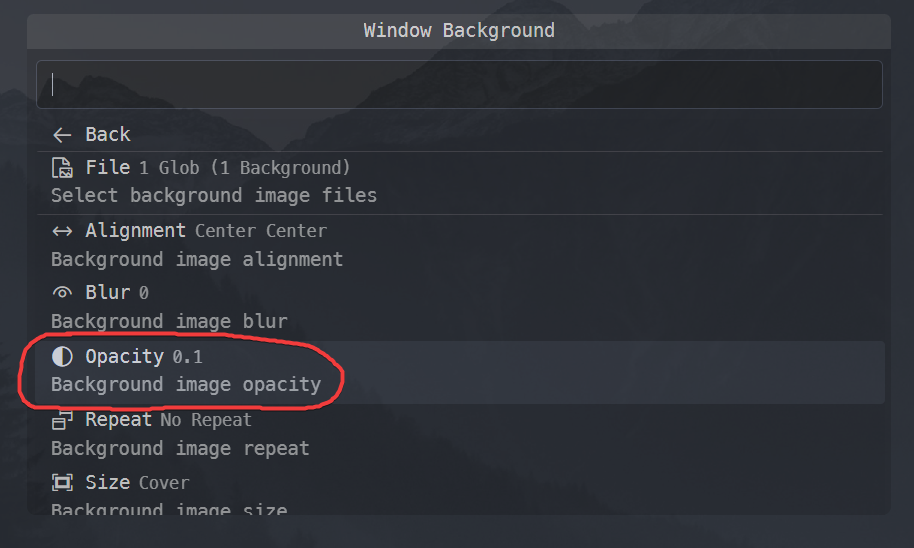 Window Background
Back
File 1 Glob (1 Background)
Select background image files
Alignment Center Center
Background image alignment
Blur 0
Background image blur
Opacity 0.1
Background image opacity
Repeat No Repeat
Background image repeat
Size Cover
Background image size